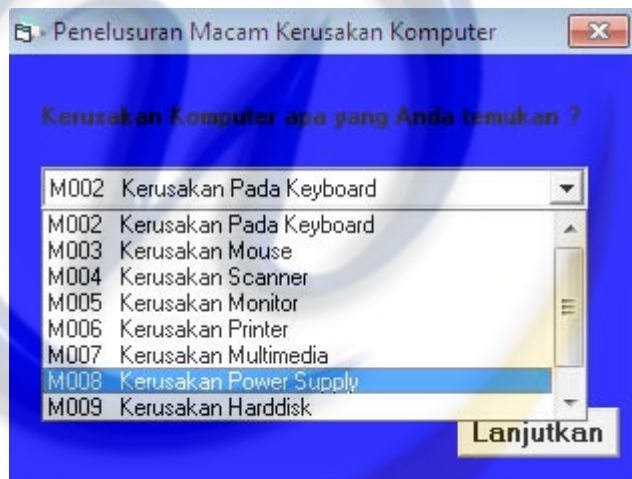 Penelusuran Macam Kerusakan Komputer
Kerusakan Komputer apa yang Anda temukan ?
M002 Kerusakan Pada Keyboard
M002 Kerusakan Pada Keyboard
M003 Kerusakan Mouse
M004 Kerusakan Scanner
M005 Kerusakan Monitor
M006 Kerusakan Printer
M007 Kerusakan Multimedia
M008 Kerusakan Power Supply
M009 Kerusakan Harddisk
Lanjutkan